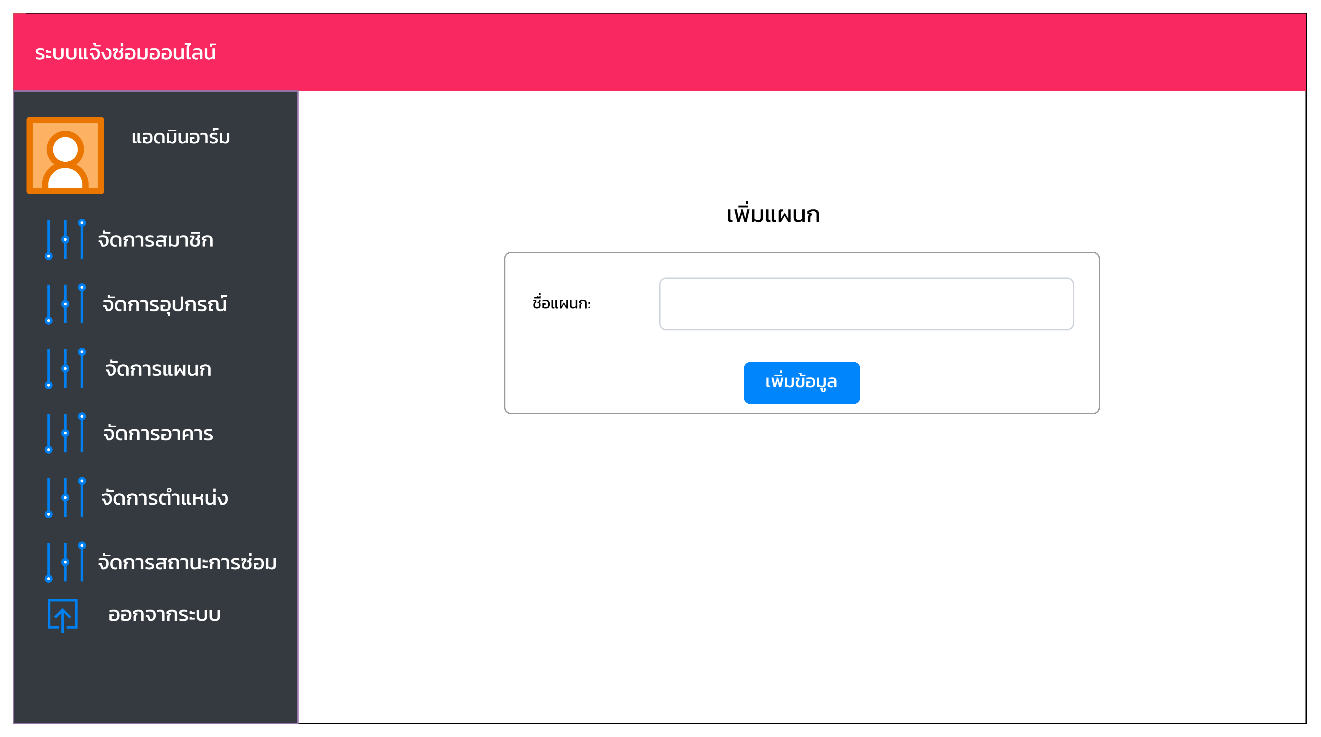 ระบบแจ้งซ่อมออนไลน์
แอดมินอาร์ม
จัดการสมาชิก
จัดการอุปกรณ์
จัดการแผนก
จัดการอาคาร
จัดการตำแหน่ง
จัดการสถานะการซ่อม
ออกจากระบบ
เพิ่มแผนก
ชื่อแผนก:
เพิ่มข้อมูล